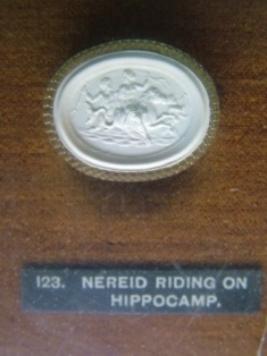 123. NEREID RIDING ON
HIPPOCAMP.